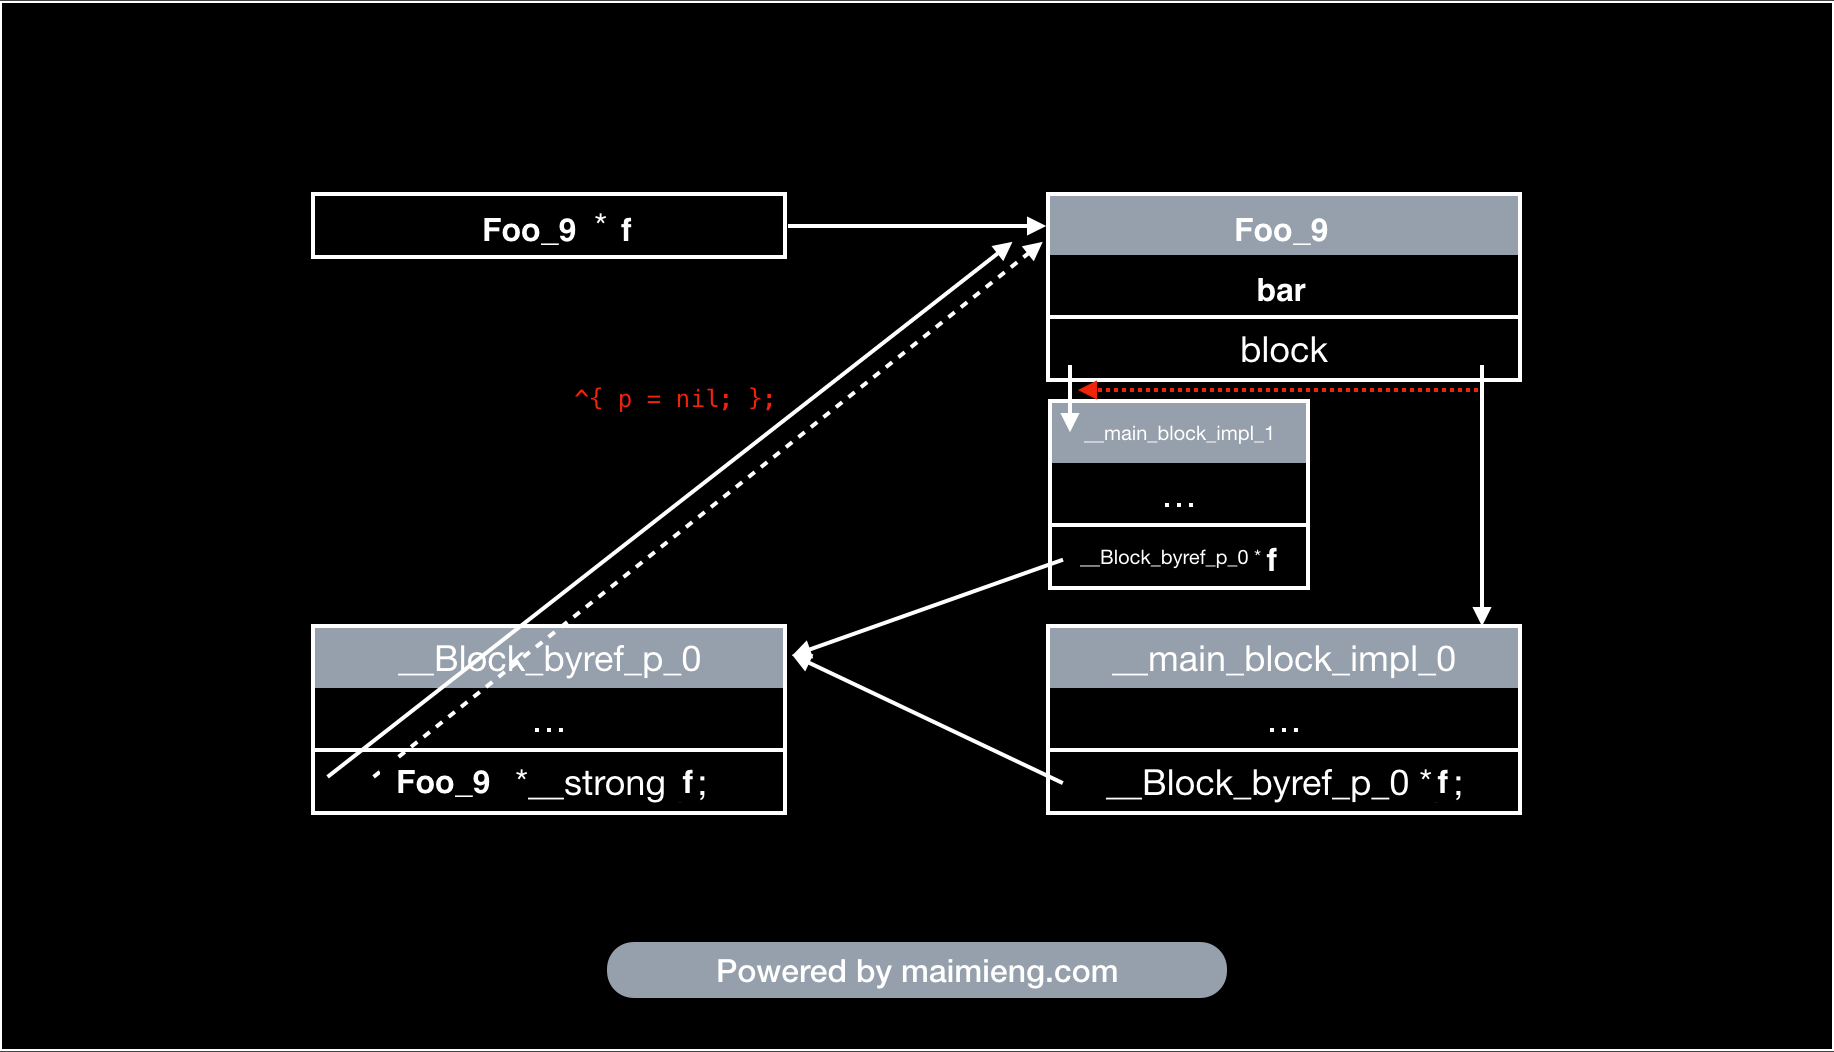 Foo_9 * f
Foo_9
bar
block
^{ p = nil; };
__main_block_impl_1
...
__Block_byref_p_0 * f
__Block_byref_p_0
...
Foo_9 *__strong f;
__main_block_impl_0
...
__Block_byref_p_0 * f;
Powered by maimieng.com